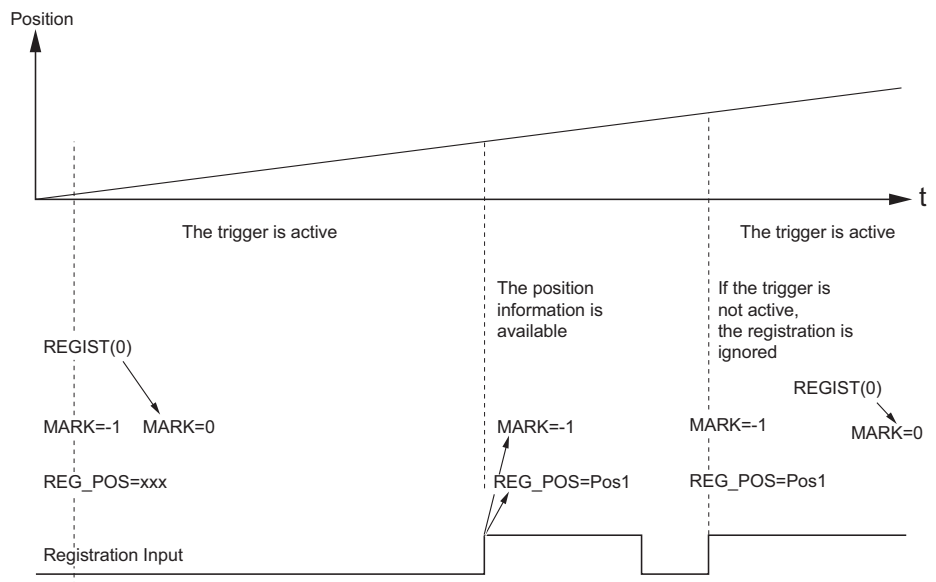 Position
t
The trigger is active
The trigger is active
The position
information is
available
If the trigger is
not active,
the registration is
ignored
REGIST(0)
REGIST(0)
MARK=-1
MARK=0
MARK=-1
MARK=-1
MARK=0
REG_POS=xxx
REG_POS=Pos1
REG_POS=Pos1
Registration Input